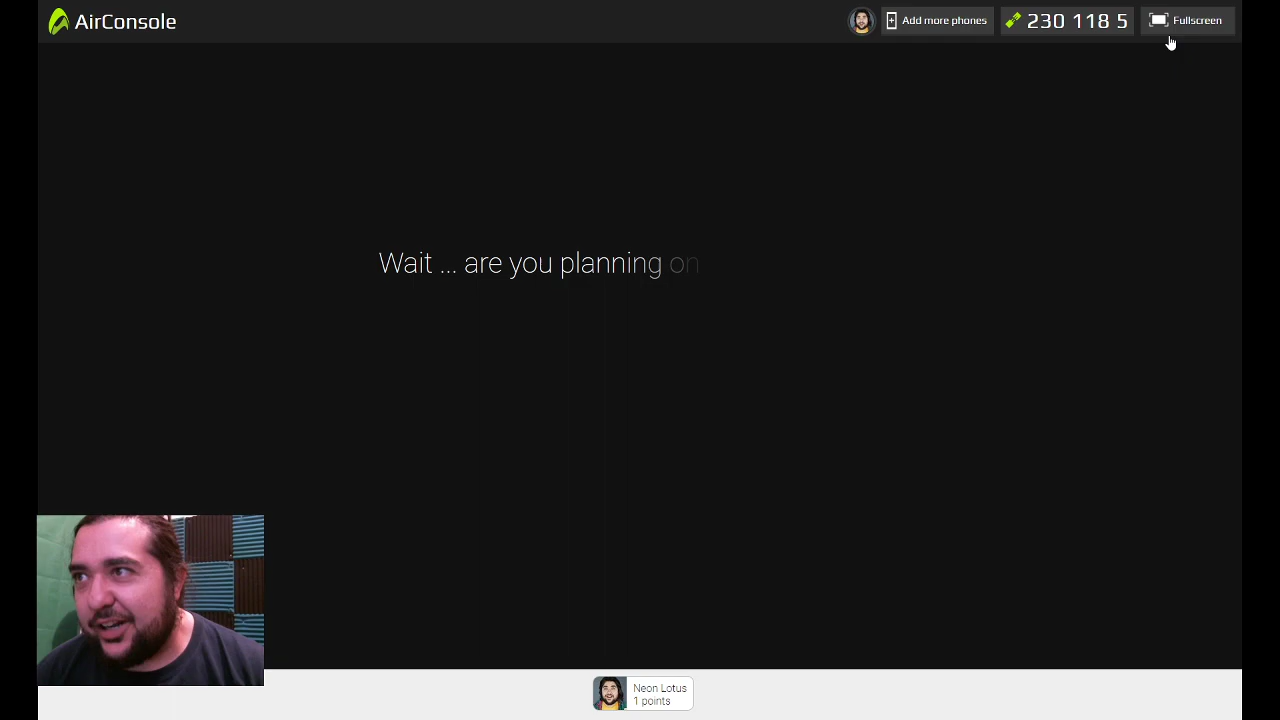 AirConsole
Add more phones
230 118 5
Fullscreen
Wait ... are you planning on
Neon Lotus
1 points